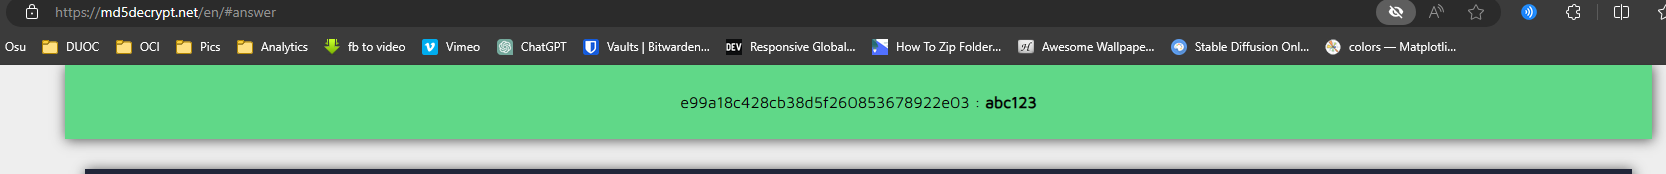 https://md5decrypt.net/en/#answer
Osu DUOC OCI Pics Analytics fb to video Vimeo ChatGPT Vaults | Bitwarden... DEV Responsive Global... How To Zip Folder... H Awesome Wallpape... Stable Diffusion Onl... colors — Matplotli...
e99a18c428cb38d5f260853678922e03 : abc123